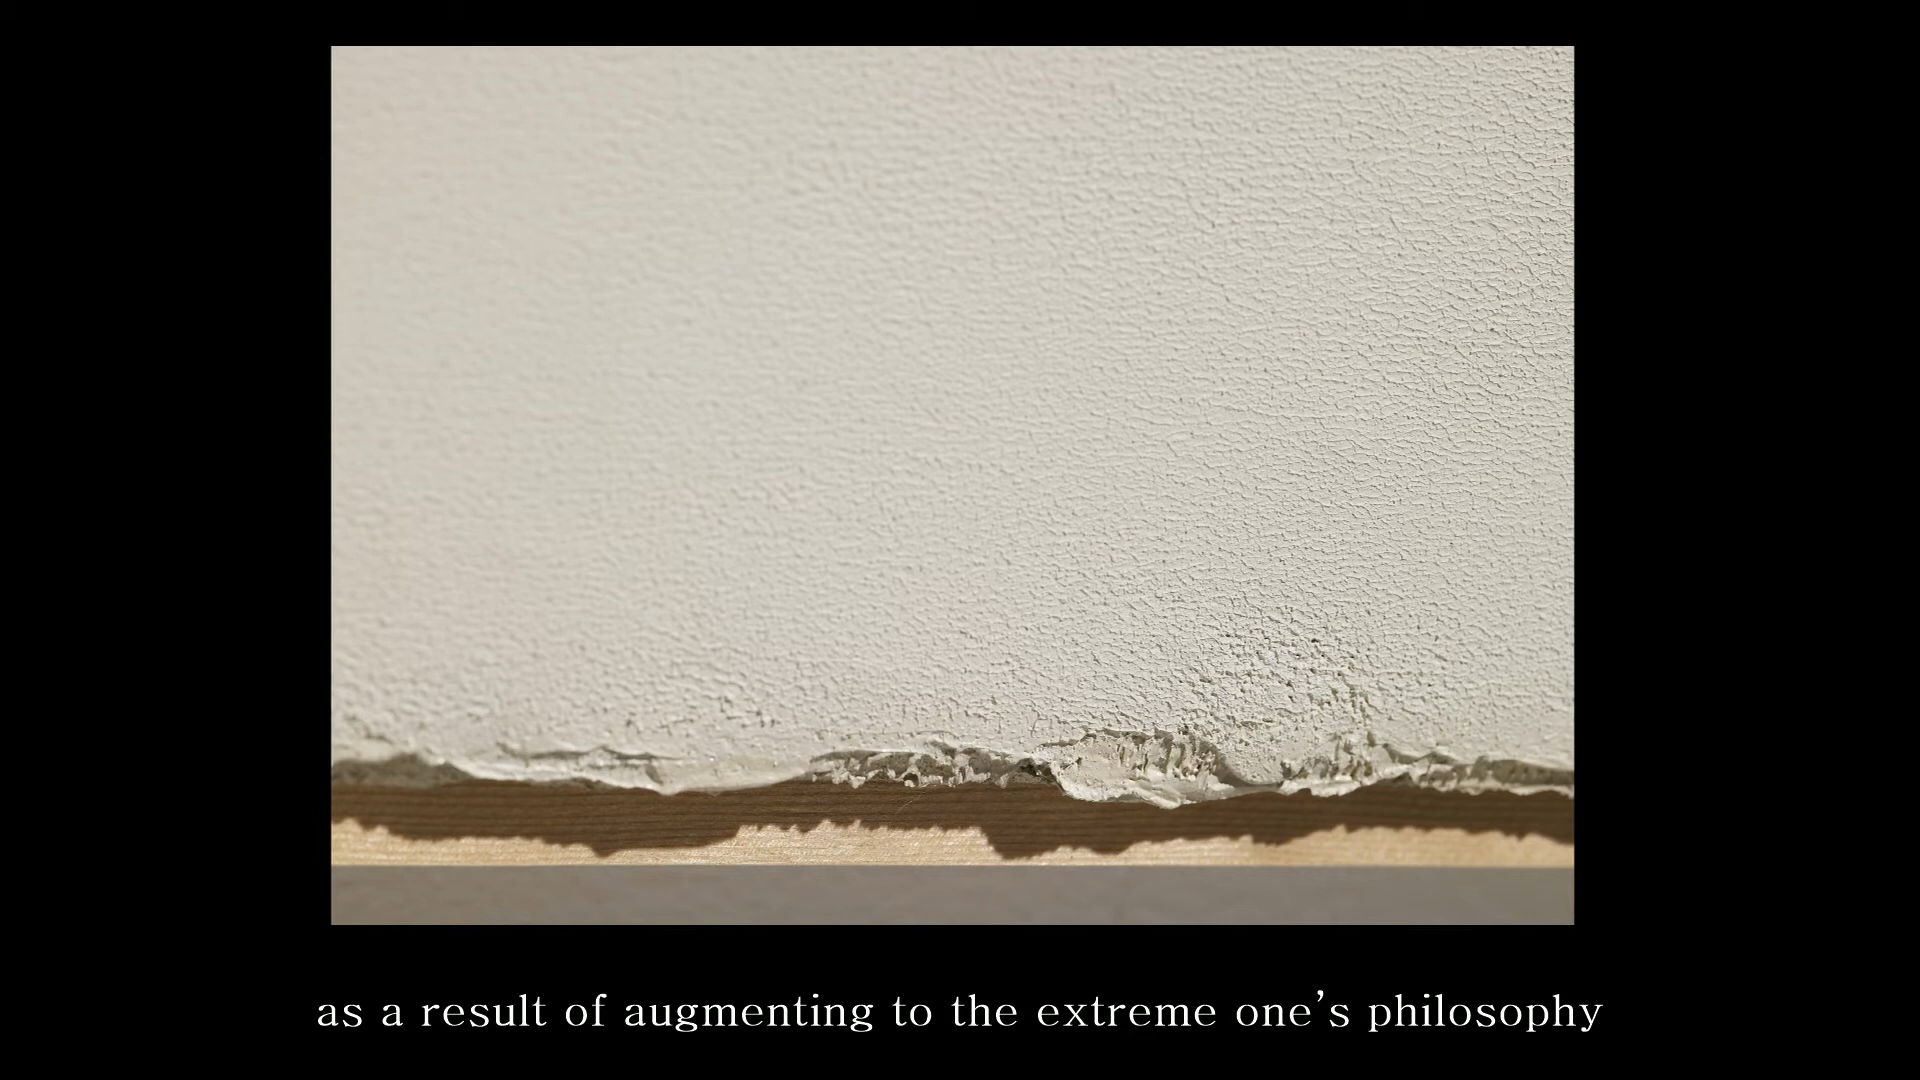 as a result of augmenting to the extreme one’s philosophy